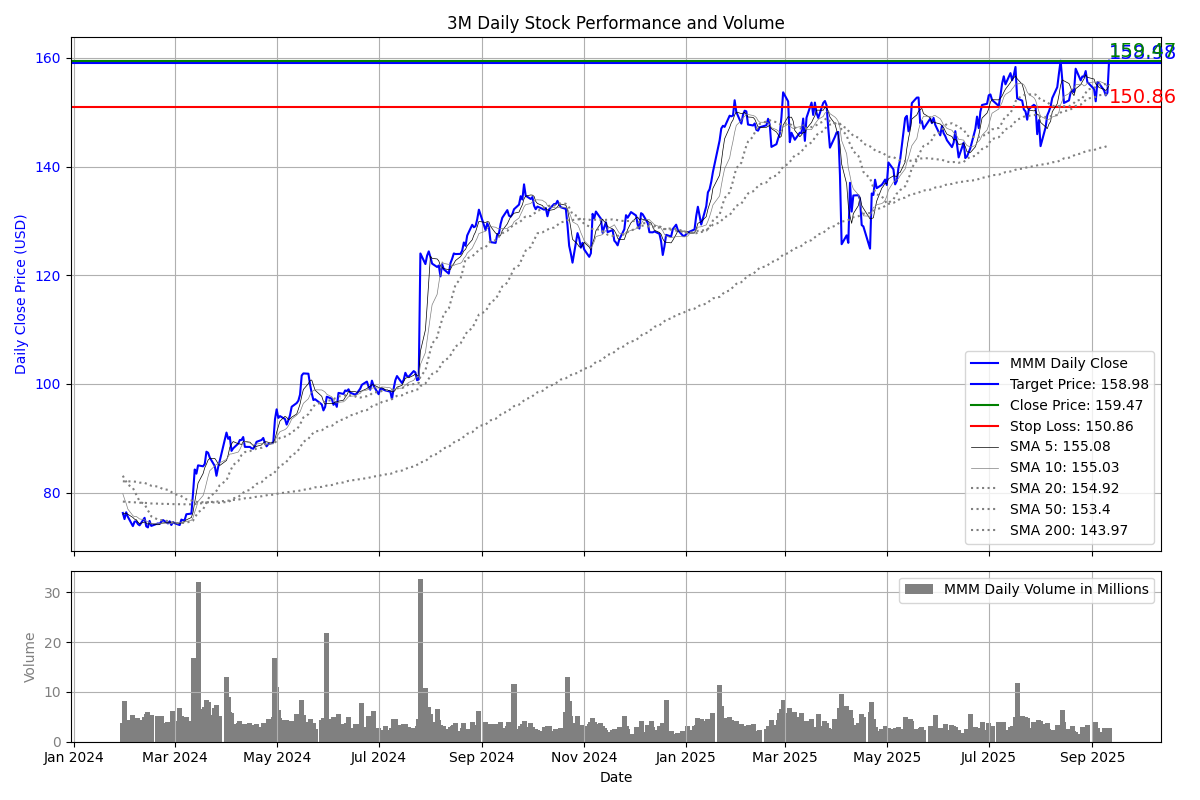 3M Daily Stock Performance and Volume
Daily Close Price (USD)
160
140
120
100
80
159.47
158.98
150.86
MMM Daily Close
Target Price: 158.98
Close Price: 159.47
Stop Loss: 150.86
SMA 5: 155.08
SMA 10: 155.03
SMA 20: 154.92
SMA 50: 153.4
SMA 200: 143.97
Volume
30
20
10
0
MMM Daily Volume in Millions
Jan 2024
Mar 2024
May 2024
Jul 2024
Sep 2024
Nov 2024
Jan 2025
Mar 2025
May 2025
Jul 2025
Sep 2025
Date